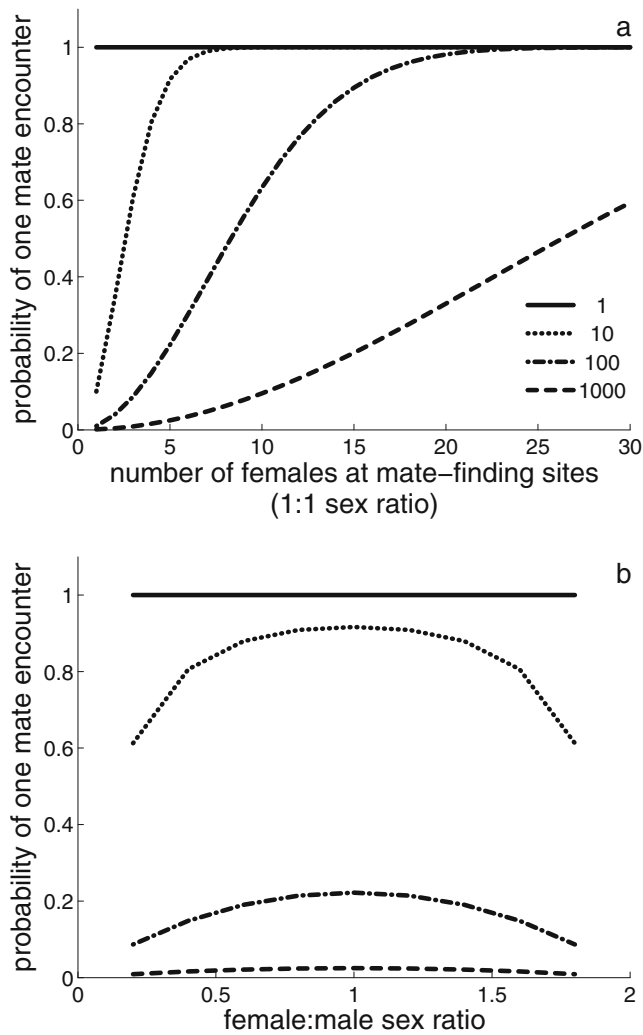 a
probability of one mate encounter
1
0.8
0.6
0.4
0.2
0
1
10
100
1000
0 5 10 15 20 25 30
number of females at mate−finding sites
(1:1 sex ratio)
b
probability of one mate encounter
1
0.8
0.6
0.4
0.2
0
0 0.5 1 1.5 2
female:male sex ratio